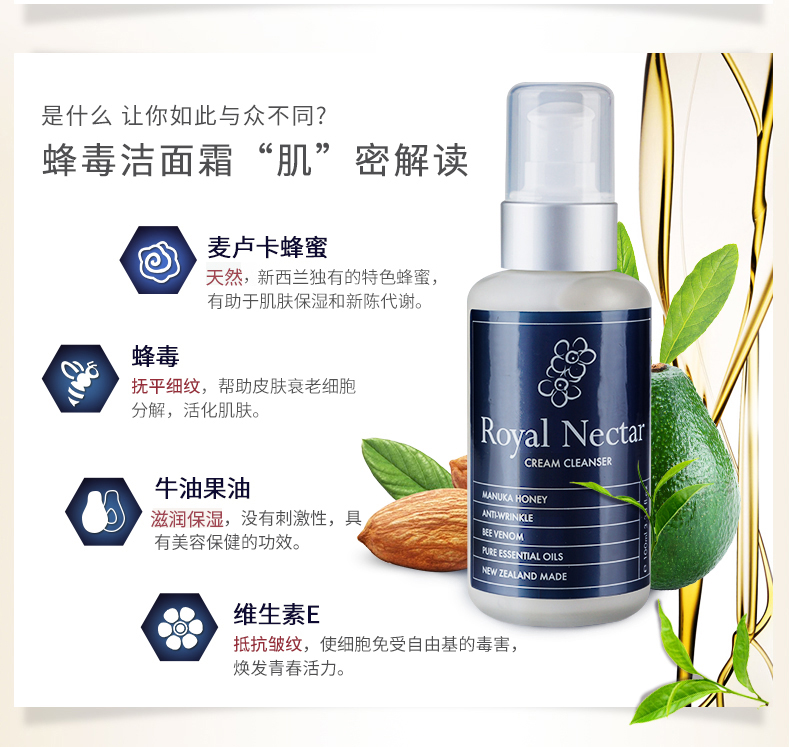 是什么 让你如此与众不同?
蜂毒洁面霜“肌”密解读
麦卢卡蜂蜜
天然，新西兰独有的特色蜂蜜，
有助于肌肤保湿和新陈代谢。
蜂毒
抚平细纹，帮助皮肤衰老细胞
分解，活化肌肤。
牛油果油
滋润保湿，没有刺激性，具
有美容保健的功效。
维生素E
抵抗皱纹，使细胞免受自由基的毒害，
焕发青春活力。
Royal Nectar
CREAM CLEANSER
MANUKA HONEY
ANTI-WRINKLE
BEE VENOM
PURE ESSENTIAL OILS
NEW ZEALAND MADE